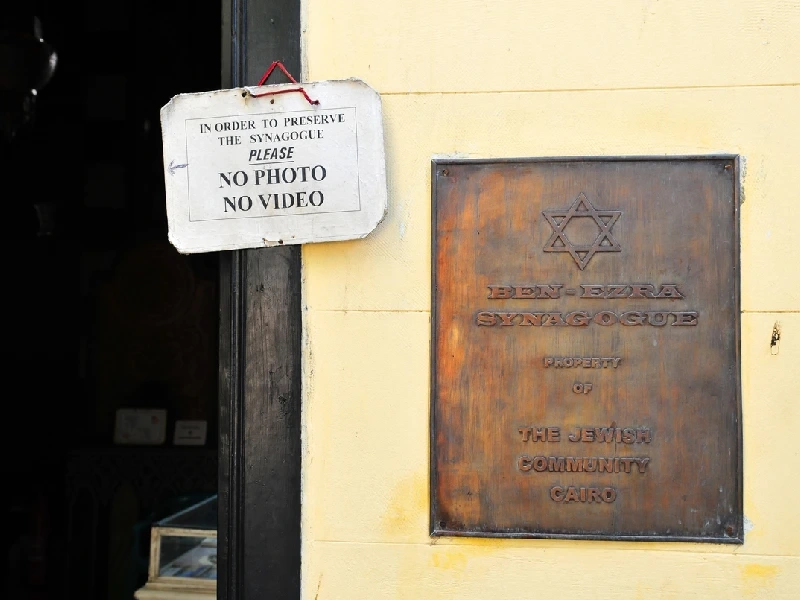 IN ORDER TO PRESERVE
THE SYNAGOGUE
PLEASE
NO PHOTO
NO VIDEO
BEN-EZRA
SYNAGOGUE
PROPERTY
OF
THE JEWISH
COMMUNITY
CAIRO